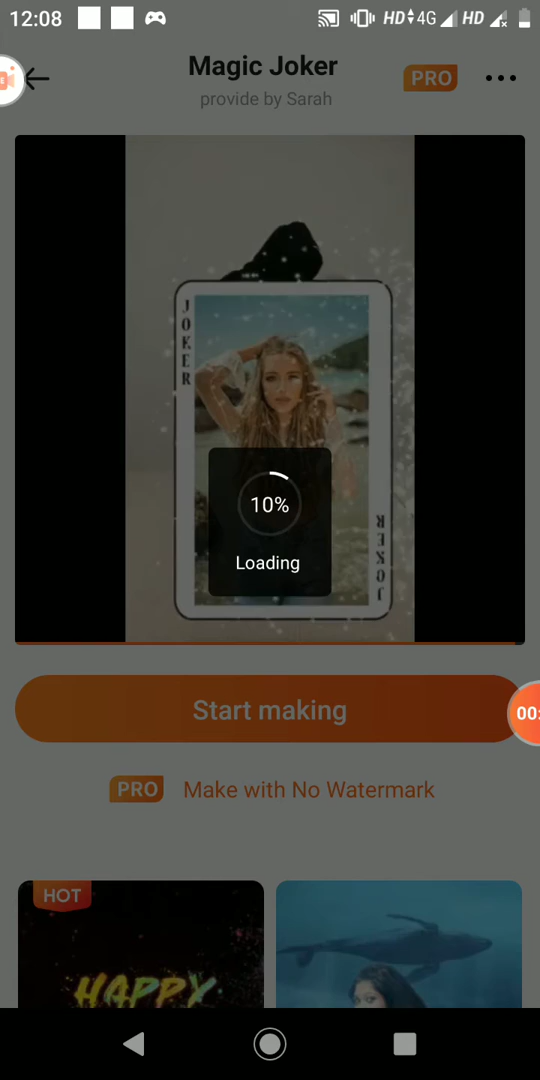 12:08
HD 4G HD
Magic Joker
PRO
provide by Sarah
JOKER
10%
Loading
JOKER
Start making
00:
PRO Make with No Watermark
HOT
HAPPY